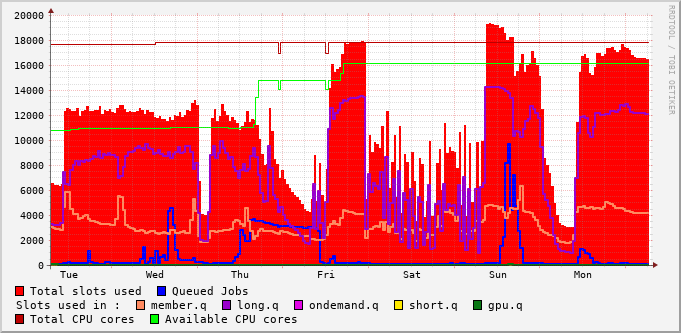 20000
18000
16000
14000
12000
10000
8000
6000
4000
2000
0
Tue Wed Thu Fri Sat Sun Mon
RRDTOOL / TOBI OETIKER
Total slots used Queued Jobs
Slots used in : member.q long.q ondemand.q short.q gpu.q
Total CPU cores Available CPU cores